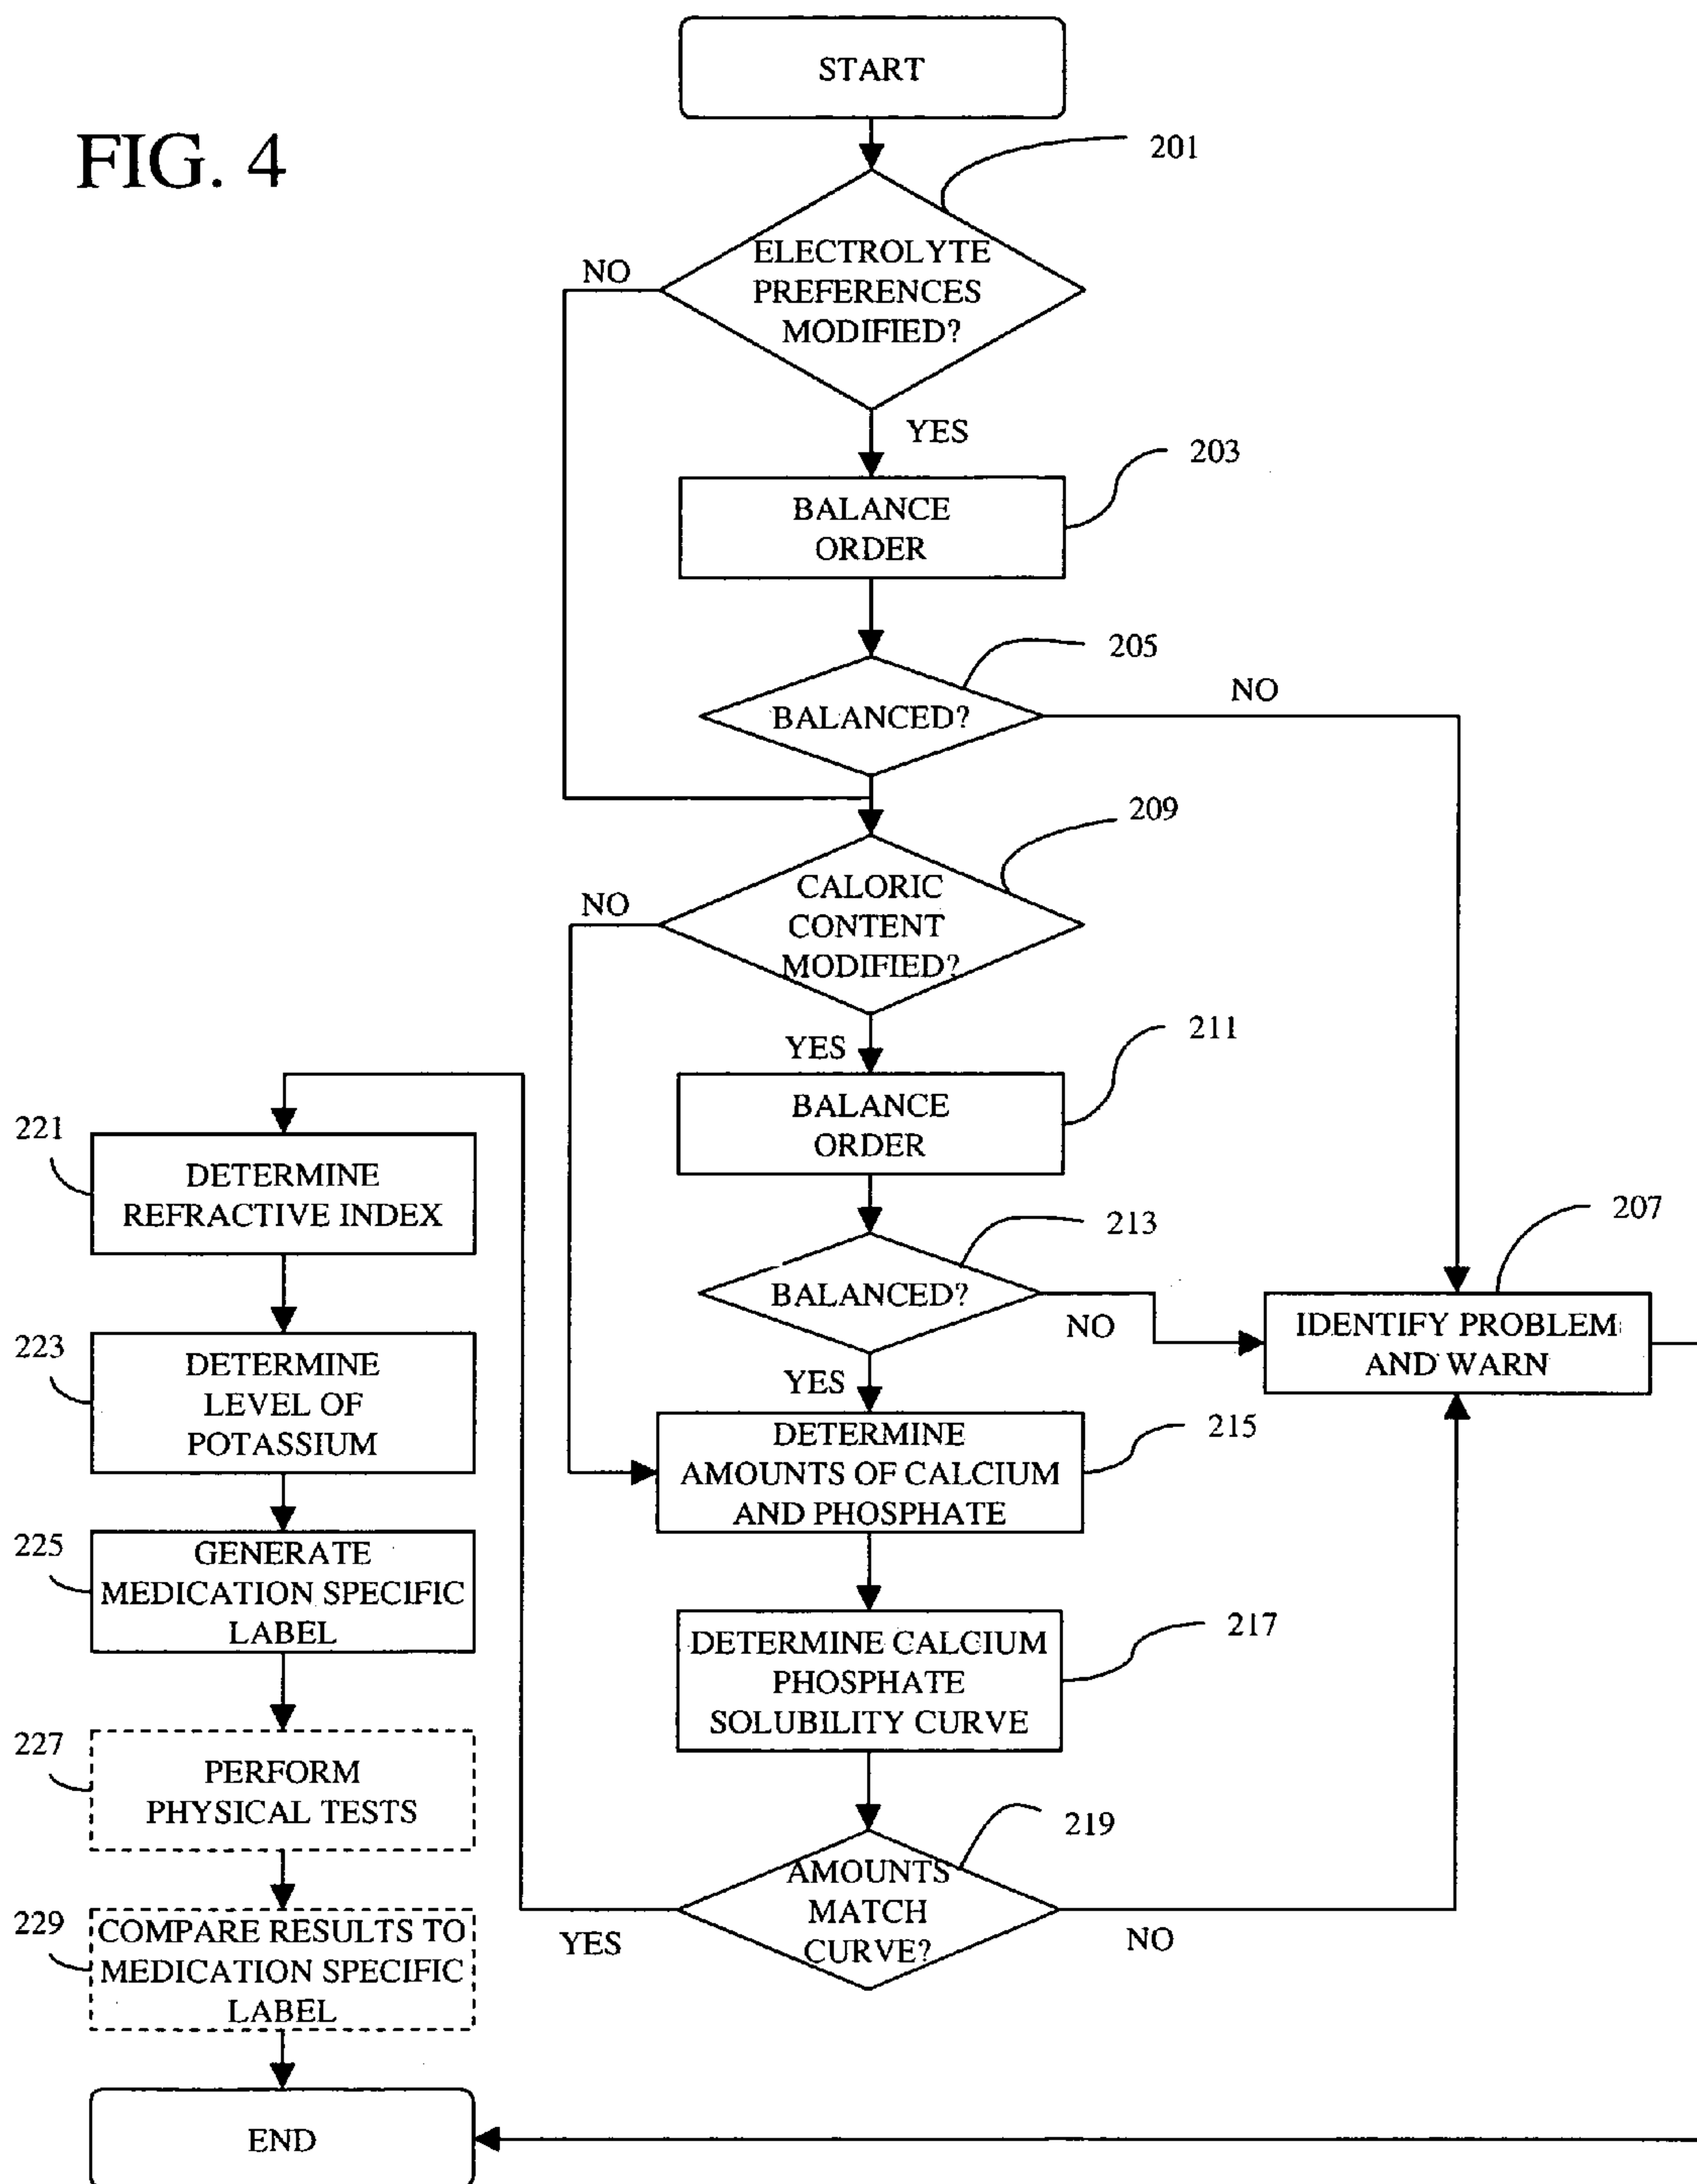 FIG. 4
START
201
ELECTROLYTE
PREFERENCES
MODIFIED?
NO
YES
203
BALANCE
ORDER
205
BALANCED?
NO
209
CALORIC
CONTENT
MODIFIED?
NO
YES
211
BALANCE
ORDER
213
BALANCED?
NO
YES
207
IDENTIFY PROBLEM
AND WARN
215
DETERMINE
AMOUNTS OF CALCIUM
AND PHOSPHATE
217
DETERMINE CALCIUM
PHOSPHATE
SOLUBILITY CURVE
219
AMOUNTS
MATCH
CURVE?
YES
NO
221
DETERMINE
REFRACTIVE INDEX
223
DETERMINE
LEVEL OF
POTASSIUM
225
GENERATE
MEDICATION SPECIFIC
LABEL
227
PERFORM
PHYSICAL TESTS
229
COMPARE RESULTS TO
MEDICATION SPECIFIC
LABEL
END